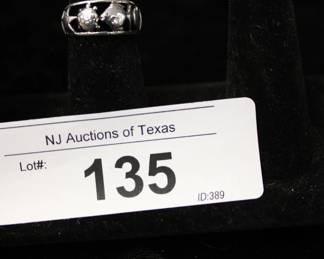 NJ Auctions of Texas
Lot#:
135
ID:389